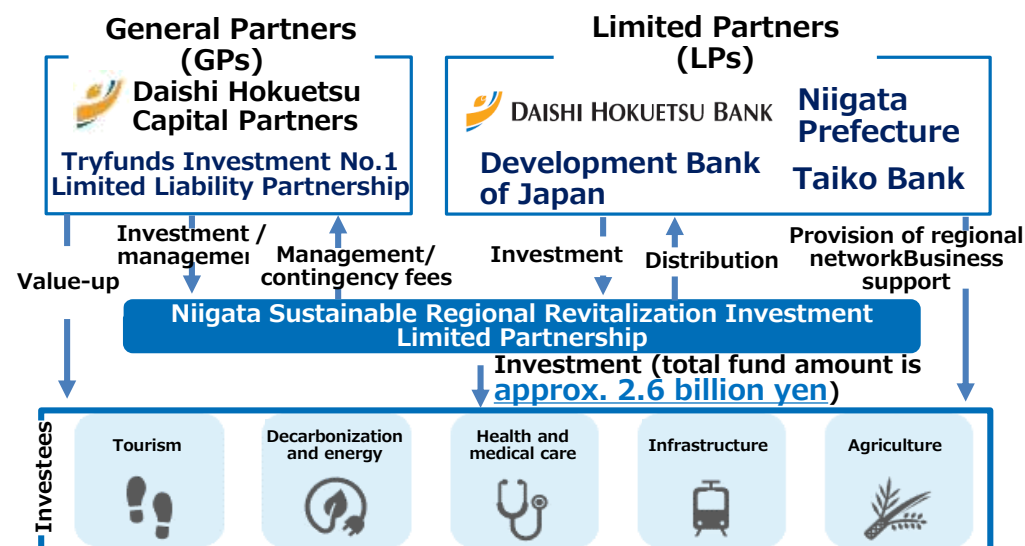 General Partners
(GPs)
Daishi Hokuetsu
Capital Partners
Tryfunds Investment No.1
Limited Liability Partnership
Limited Partners
(LPs)
DAISHI HOKUETSU BANK
Niigata
Prefecture
Development Bank
of Japan
Taiko Bank
Value-up
Investment /
managemer
Management/
contingency fees
Investment
Distribution
Provision of regional
networkBusiness
support
Niigata Sustainable Regional Revitalization Investment
Limited Partnership
Investment (total fund amount is
approx. 2.6 billion yen)
Investees
Tourism
Decarbonization
and energy
Health and
medical care
Infrastructure
Agriculture